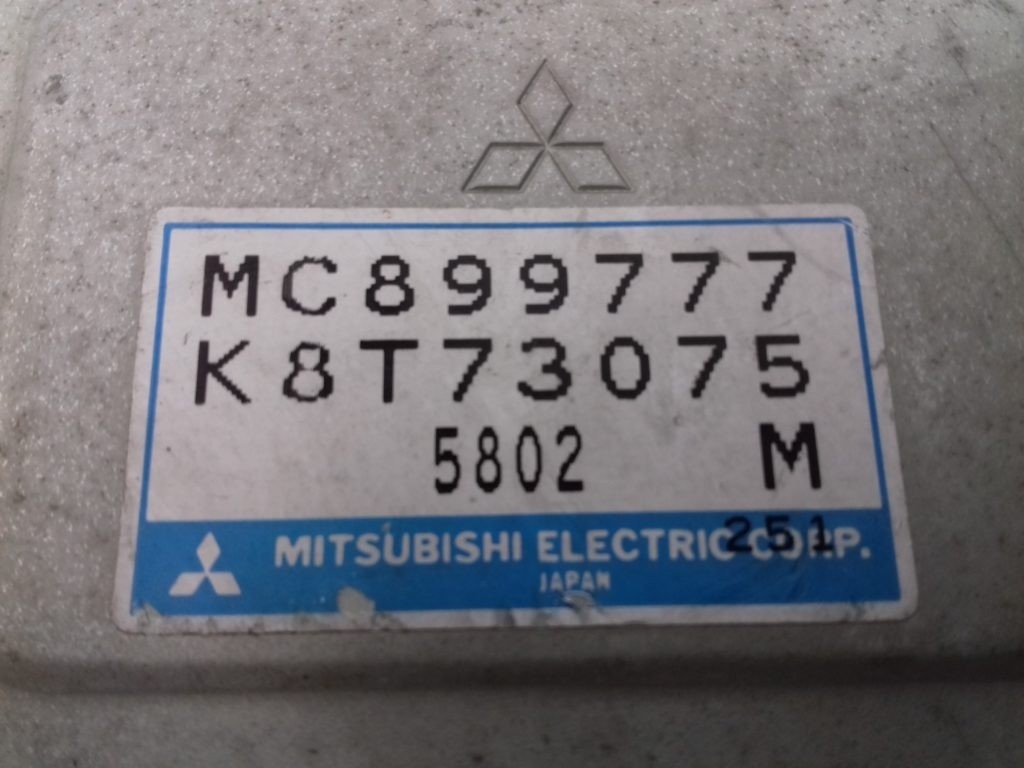 MC899777
K8T73075
5802 M
251
MITSUBISHI ELECTRIC CORP.
JAPAN